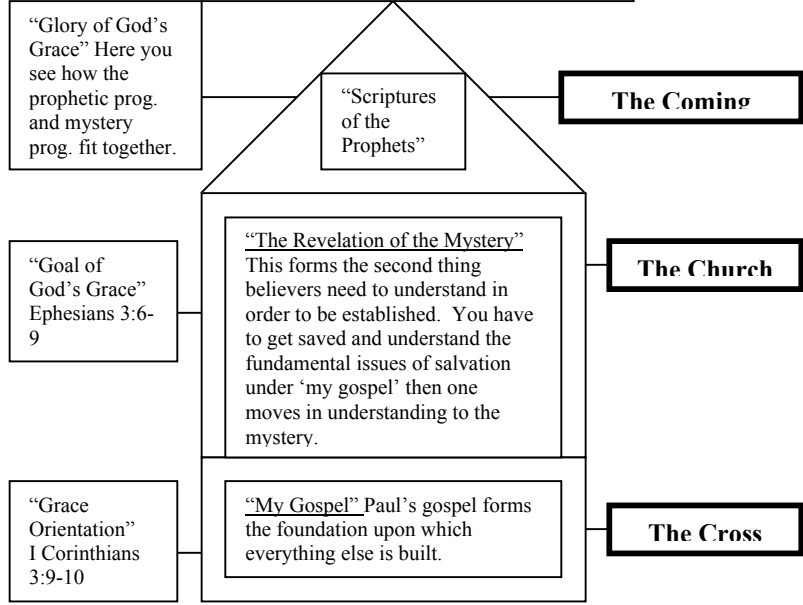 “Glory of God’s
Grace” Here you
see how the
prophetic prog.
and mystery
prog. fit together.
“Scriptures
of the
Prophets”
The Coming
“Goal of
God’s Grace”
Ephesians 3:6-
9
“The Revelation of the Mystery”
This forms the second thing
believers need to understand in
order to be established.  You have
to get saved and understand the
fundamental issues of salvation
under ‘my gospel’ then one
moves in understanding to the
mystery.
The Church
“Grace
Orientation”
I Corinthians
3:9-10
“My Gospel” Paul’s gospel forms
the foundation upon which
everything else is built.
The Cross